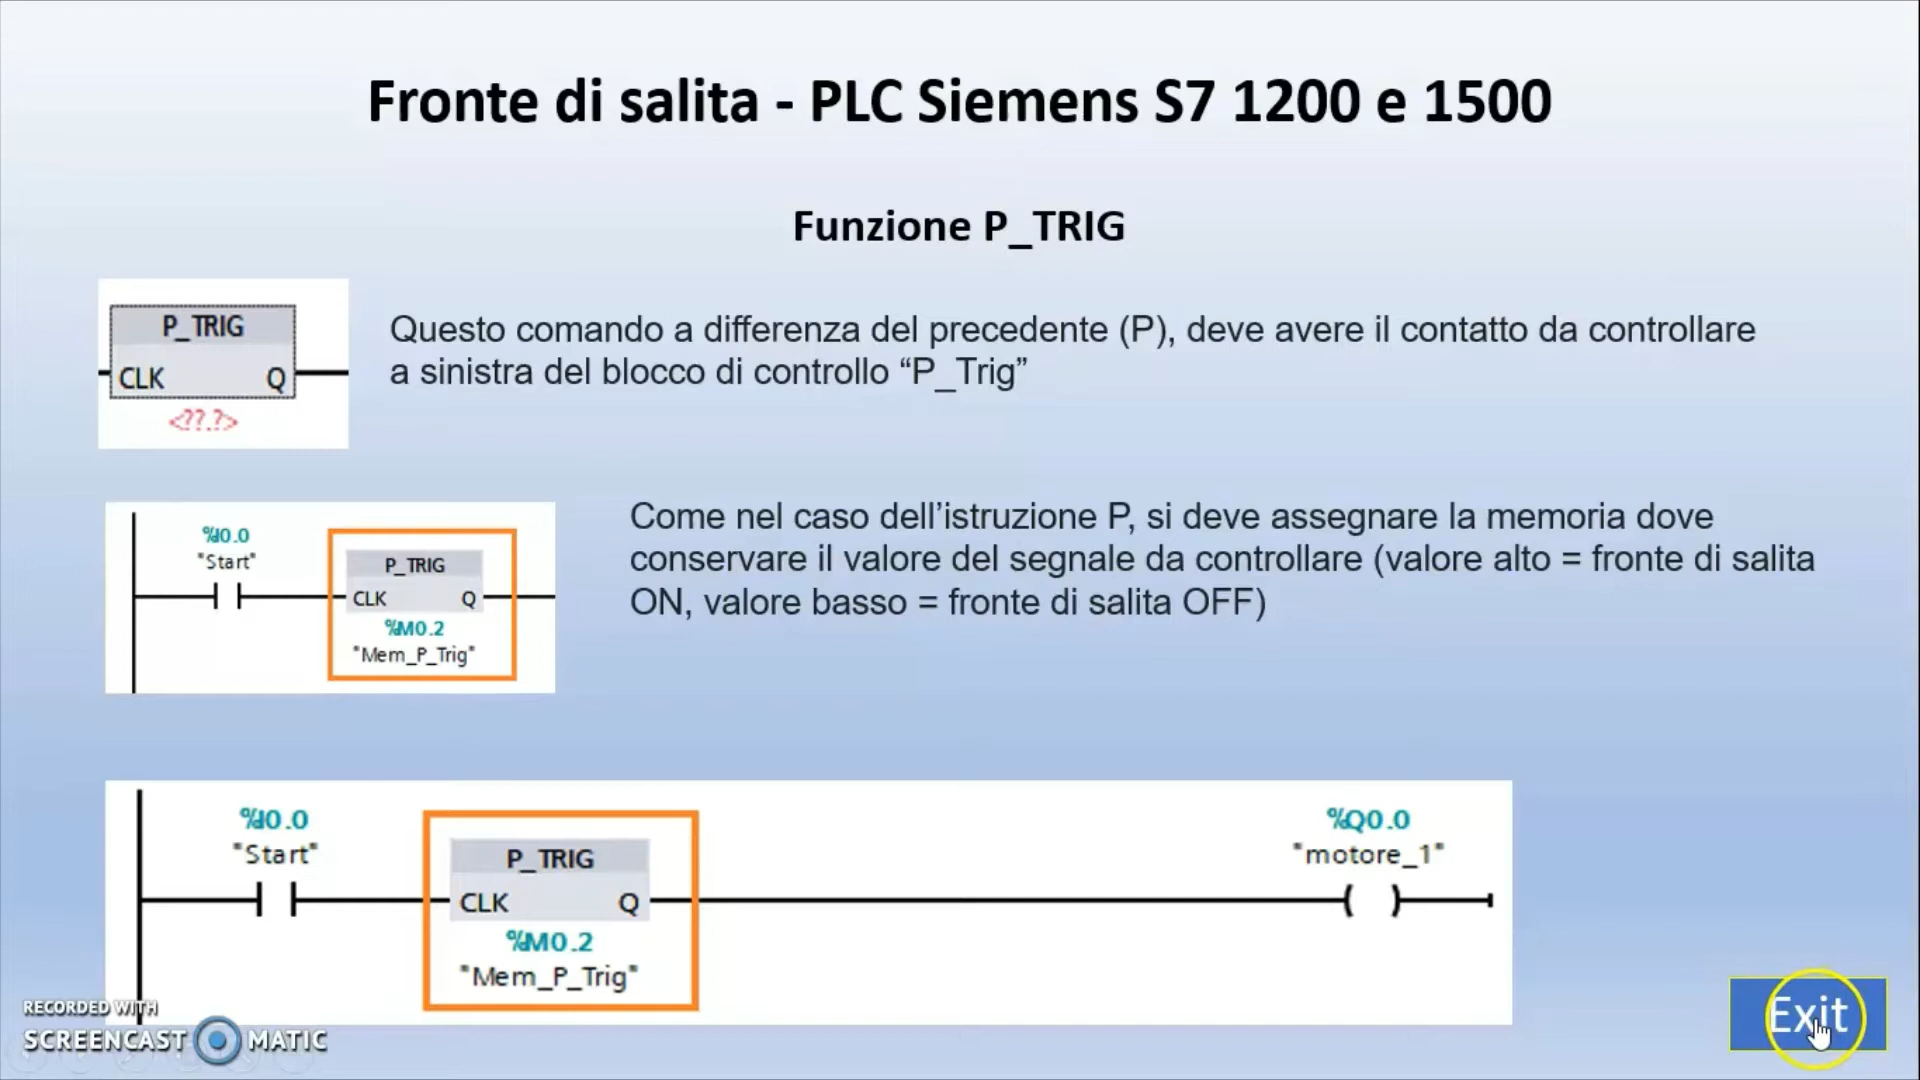 Fronte di salita - PLC Siemens S7 1200 e 1500
Funzione P_TRIG
P_TRIG
CLK Q
<??.?>
Questo comando a differenza del precedente (P), deve avere il contatto da controllare
a sinistra del blocco di controllo “P_Trig”
%I0.0
"Start"
P_TRIG
CLK Q
%M0.2
"Mem_P_Trig"
Come nel caso dell’istruzione P, si deve assegnare la memoria dove
conservare il valore del segnale da controllare (valore alto = fronte di salita
ON, valore basso = fronte di salita OFF)
%I0.0
"Start"
P_TRIG
CLK Q
%M0.2
"Mem_P_Trig"
%Q0.0
"motore_1"
RECORDED WITH
SCREENCAST MATIC
Exit